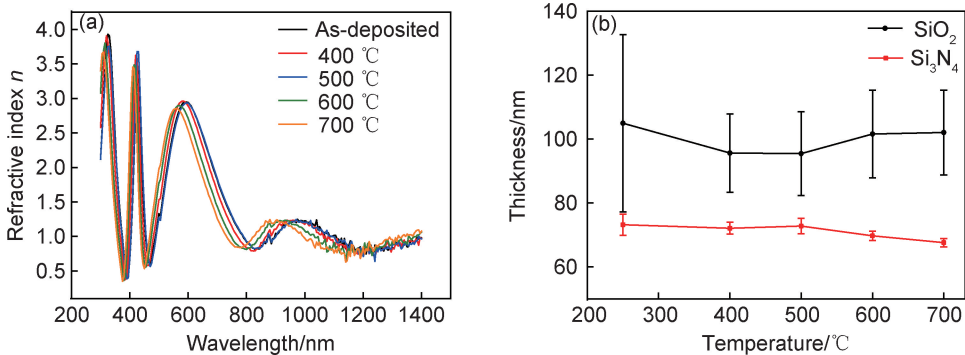 (a)
As-deposited
400 ℃
500 ℃
600 ℃
700 ℃
Refractive index n
4.0
3.5
3.0
2.5
2.0
1.5
1.0
0.5
200 400 600 800 1000 1200 1400
Wavelength/nm
(b)
SiO₂
Si₃N₄
Thickness/nm
140
120
100
80
60
200 300 400 500 600 700
Temperature/℃